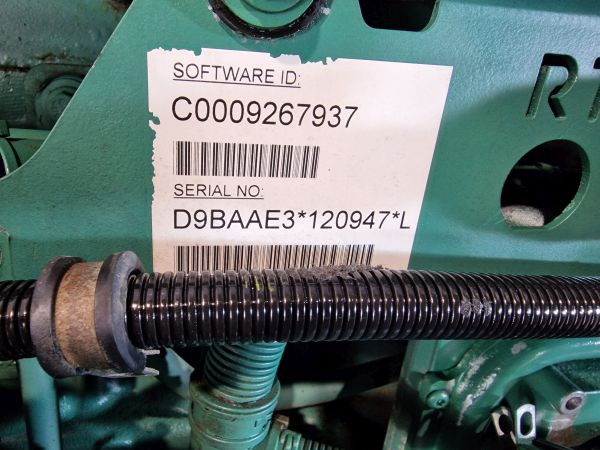 SOFTWARE ID:
C0009267937
SERIAL NO:
D9BAAE3*120947*L